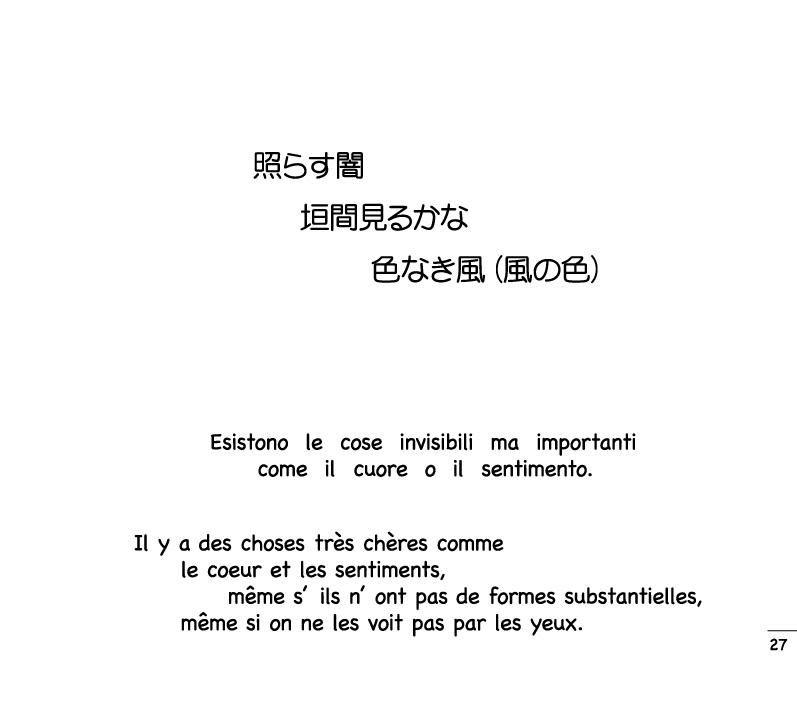 照らす闇
垣間見るかな
色なき風（風の色）
Esistono le cose invisibili ma importanti
come il cuore o il sentimento.
Il y a des choses très chères comme
le coeur et les sentiments,
même s’ ils n’ ont pas de formes substantielles,
même si on ne les voit pas par les yeux.
27